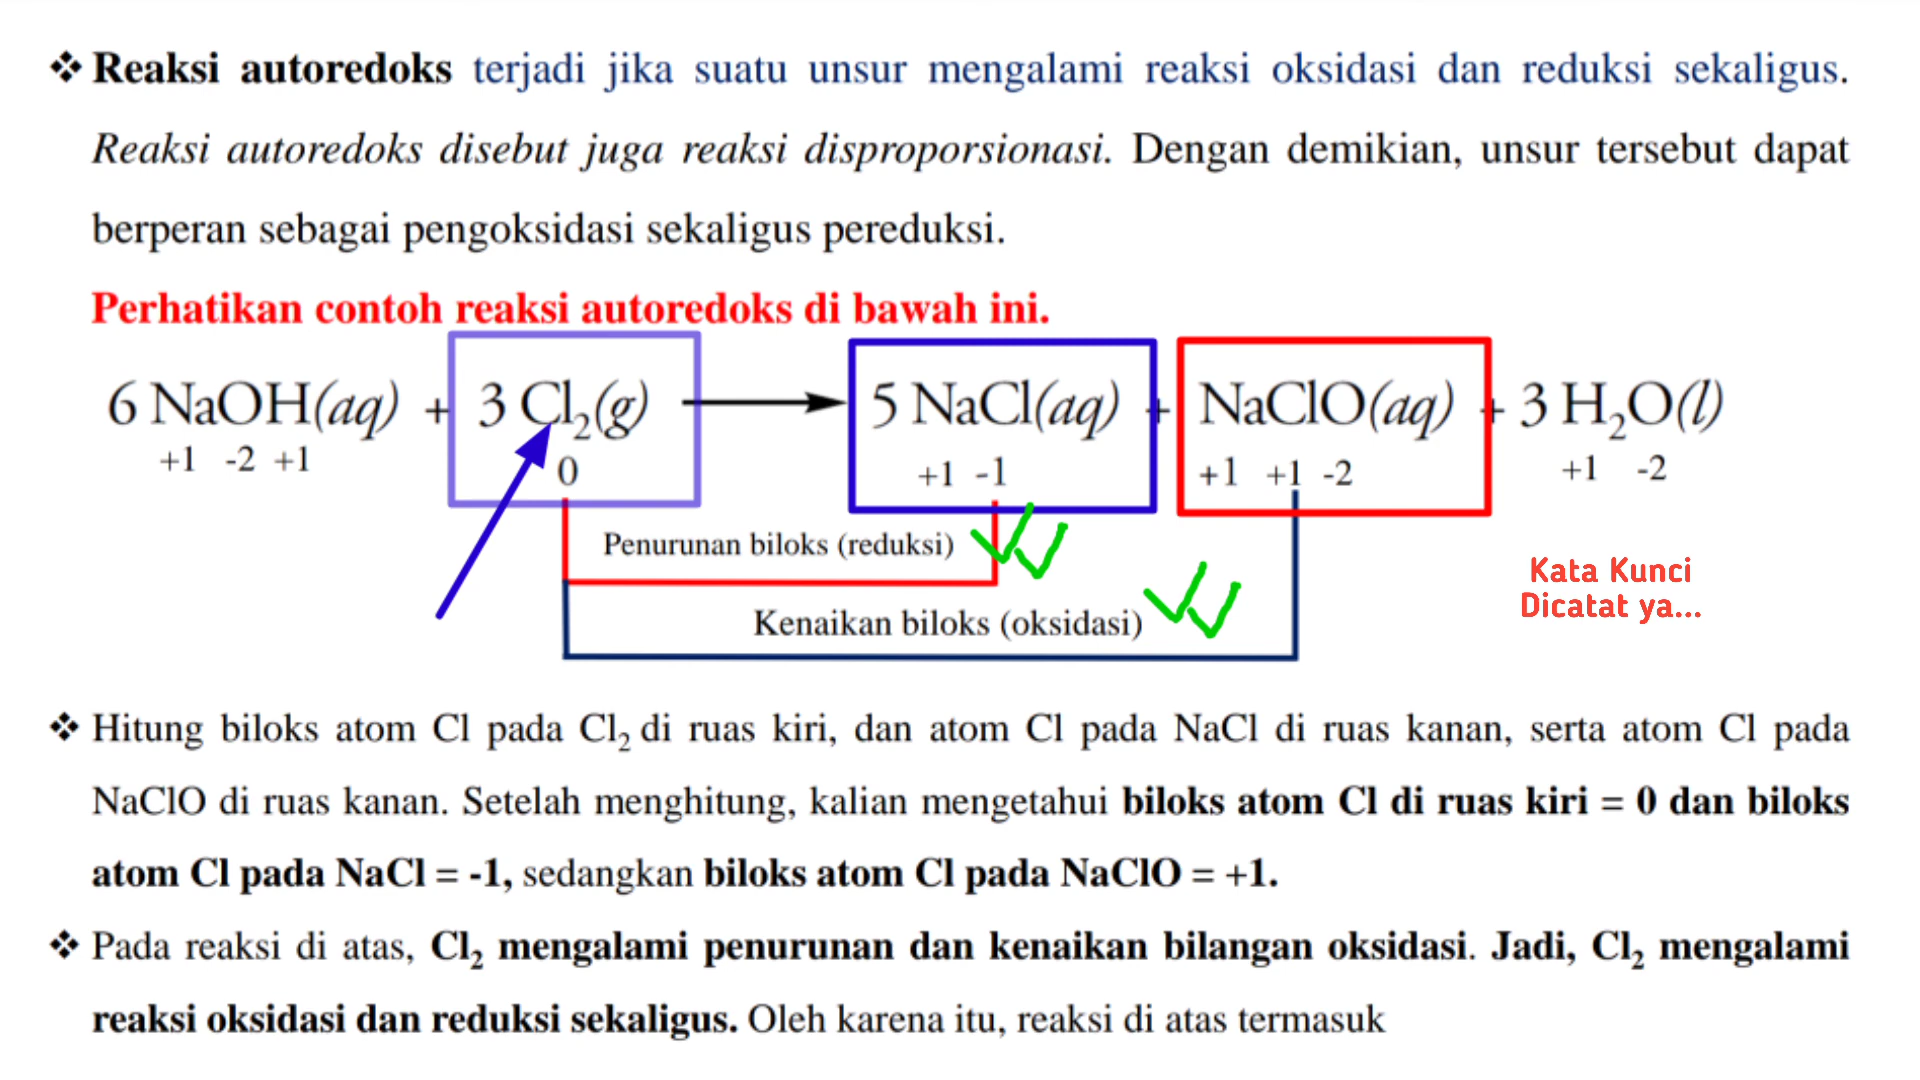 ❖ Reaksi autoredoks terjadi jika suatu unsur mengalami reaksi oksidasi dan reduksi sekaligus.
Reaksi autoredoks disebut juga reaksi disproporsionasi. Dengan demikian, unsur tersebut dapat
berperan sebagai pengoksidasi sekaligus pereduksi.
Perhatikan contoh reaksi autoredoks di bawah ini.
6 NaOH(aq) + 3 Cl₂(g) → 5 NaCl(aq) + NaClO(aq) + 3 H₂O(l)
+1 -2 +1 0 +1 -1 +1 +1 -2 +1 -2
Penurunan biloks (reduksi)
Kenaikan biloks (oksidasi)
Kata Kunci
Dicatat ya...
❖ Hitung biloks atom Cl pada Cl₂ di ruas kiri, dan atom Cl pada NaCl di ruas kanan, serta atom Cl pada
NaClO di ruas kanan. Setelah menghitung, kalian mengetahui biloks atom Cl di ruas kiri = 0 dan biloks
atom Cl pada NaCl = -1, sedangkan biloks atom Cl pada NaClO = +1.
❖ Pada reaksi di atas, Cl₂ mengalami penurunan dan kenaikan bilangan oksidasi. Jadi, Cl₂ mengalami
reaksi oksidasi dan reduksi sekaligus. Oleh karena itu, reaksi di atas termasuk